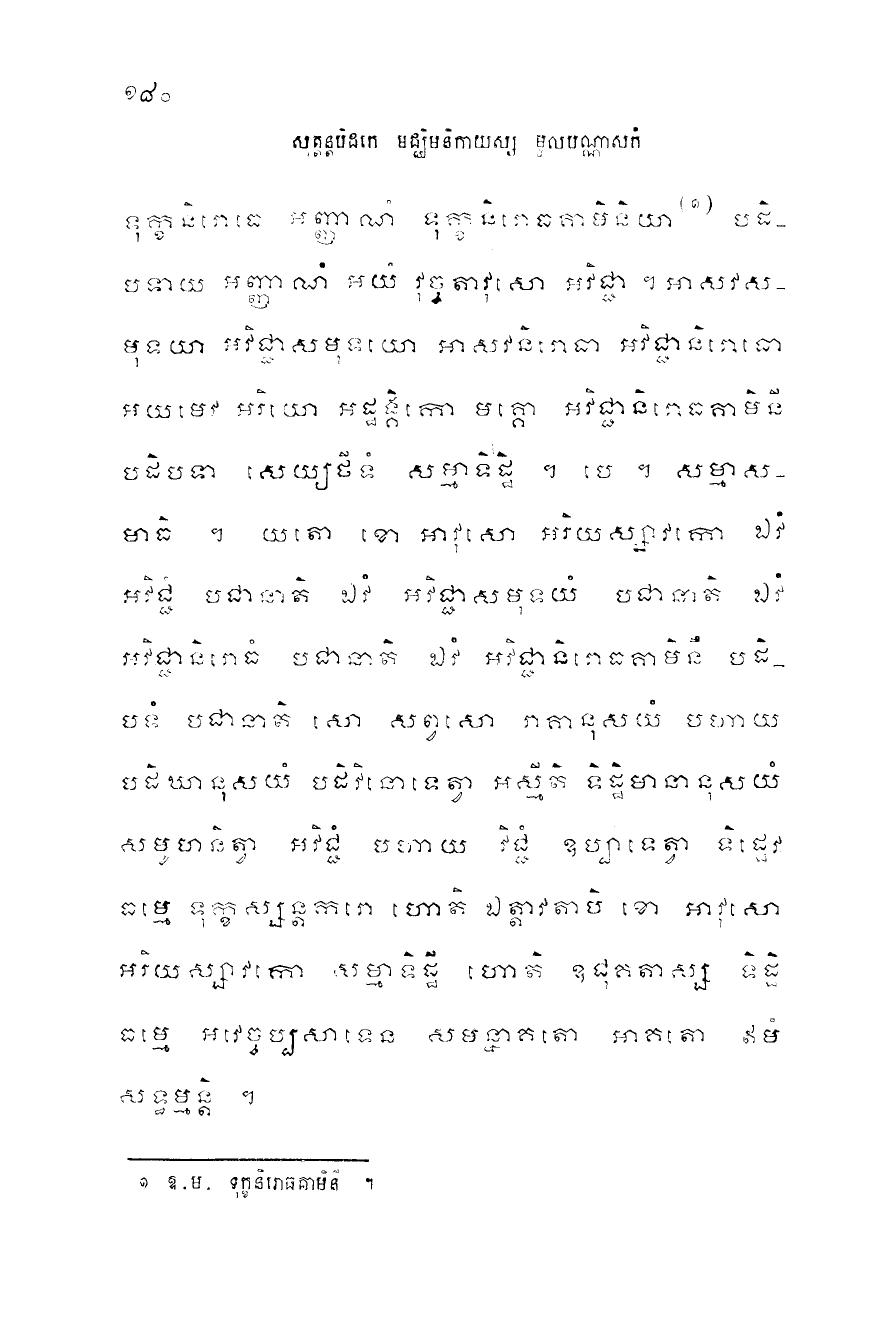 ១៨០
សុត្តន្តបិដកេ មជ្ឈិមនិកាយស្ស មូលបណ្ណាសកំ
ទុក្ខនិរោធេ អញ្ញាណំ ទុក្ខនិរោធគាមិនិយា (១) បដិ-
បទាយ អញ្ញាណំ អយំ វុច្ចតាវុសោ អវិជ្ជា ។ អាសវស-
មុទយា អវិជ្ជាសមុទយោ អាសវនិរោធា អវិជ្ជានិរោធោ
អយមេវ អរិយោ អដ្ឋង្គិកោ មគ្គោ អវិជ្ជានិរោធគាមិនី
បដិបទា សេយ្យថីទំ សម្មាទិដ្ឋិ ។ បេ ។ សម្មាស-
មាធិ ។ យតោ ខោ អាវុសោ អរិយស្សាវកោ ឯវំ
អវិជ្ជំ បជានាតិ ឯវំ អវិជ្ជាសមុទយំ បជានាតិ ឯវំ
អវិជ្ជានិរោធំ បជានាតិ ឯវំ អវិជ្ជានិរោធគាមិនឹ បដិ-
បទំ បជានាតិ សោ សព្វសោ រាគានុសយំ បហាយ
បដិឃានុសយំ បដិវិនោទេត្វា អស្មីតិ ទិដ្ឋិមានានុសយំ
សមូហនិត្វា អវិជ្ជំ បហាយ វិជ្ជំ ឧប្បាទេត្វា ទិដ្ឋេវ
ធម្មេ ទុក្ខស្សន្តករោ ហោតិ ឯត្តាវតាបិ ខោ អាវុសោ
អរិយស្សាវកោ សម្មាទិដ្ឋី ហោតិ ឧជុគតាស្ស ទិដ្ឋិ
ធម្មេ អវេច្ចប្បសាទេន សមន្នាគតោ អាគតោ ឥមំ
សទ្ធម្មន្តិ ។
១ ឧ.ម. ទុក្ខនិរោធគាមិនី ។